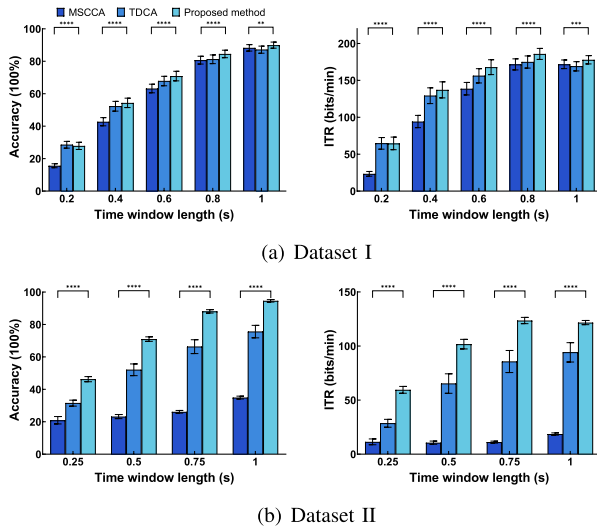 MSCCA TDCA Proposed method
**** **** **** **** **
Accuracy (100%)
100
80
60
40
20
0
0.2 0.4 0.6 0.8 1
Time window length (s)
**** **** **** **** ***
ITR (bits/min)
200
150
100
50
0
0.2 0.4 0.6 0.8 1
Time window length (s)
(a) Dataset I
**** **** **** ****
Accuracy (100%)
100
80
60
40
20
0
0.25 0.5 0.75 1
Time window length (s)
**** **** **** ****
ITR (bits/min)
150
100
50
0
0.25 0.5 0.75 1
Time window length (s)
(b) Dataset II